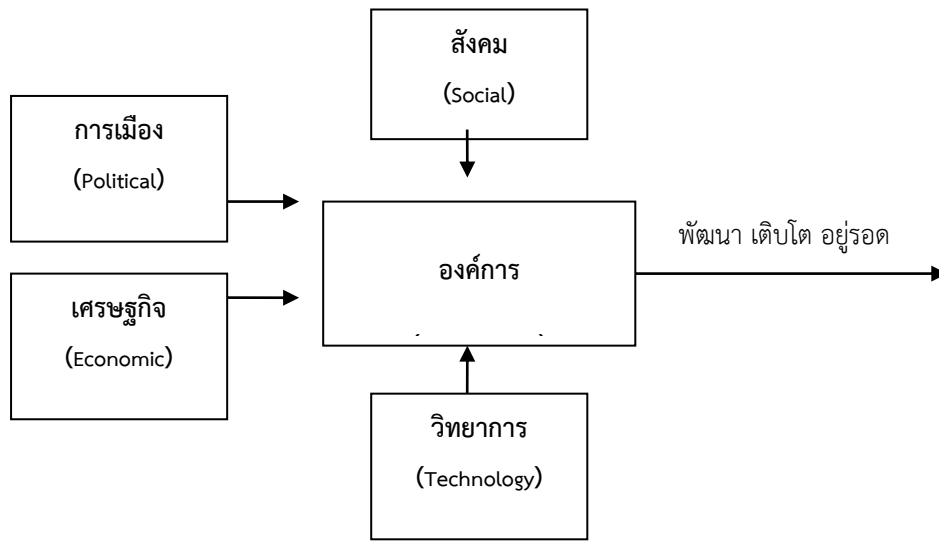 สังคม
(Social)
การเมือง
(Political)
องค์การ
พัฒนา เติบโต อยู่รอด
เศรษฐกิจ
(Economic)
วิทยาการ
(Technology)